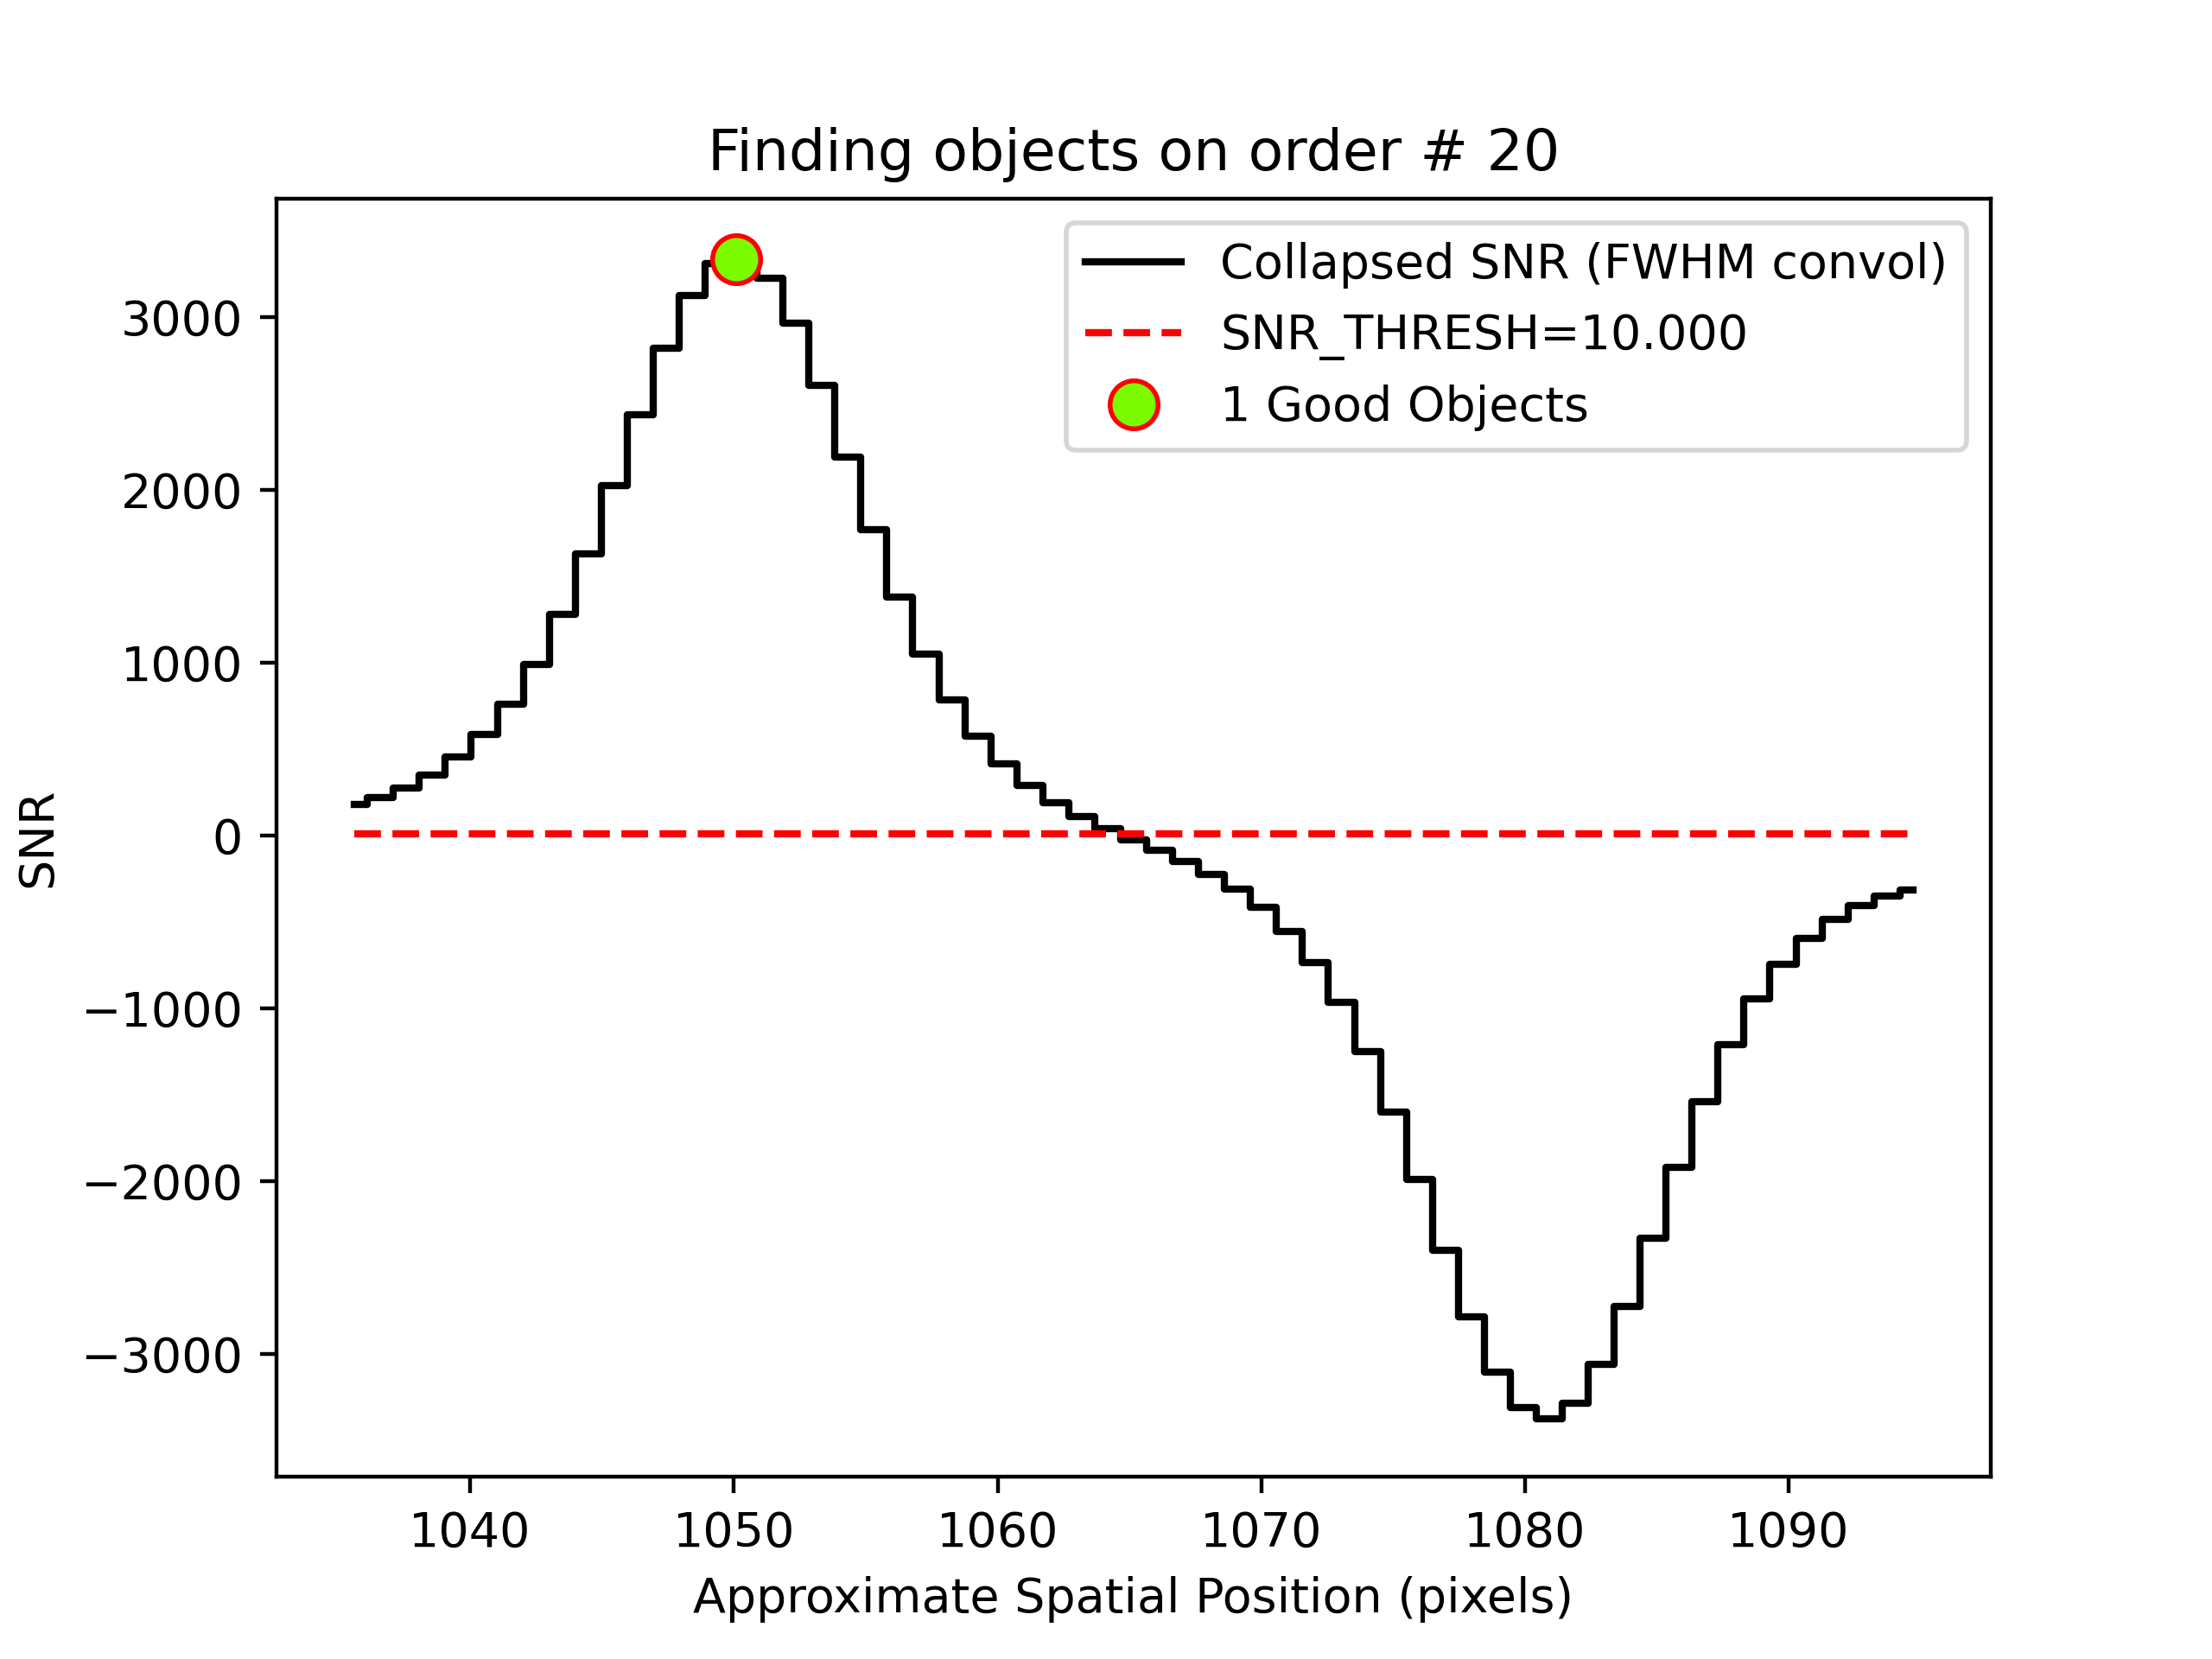 Finding objects on order # 20
Collapsed SNR (FWHM convol)
SNR_THRESH=10.000
1 Good Objects
3000
2000
1000
0
−1000
−2000
−3000
SNR
1040 1050 1060 1070 1080 1090
Approximate Spatial Position (pixels)